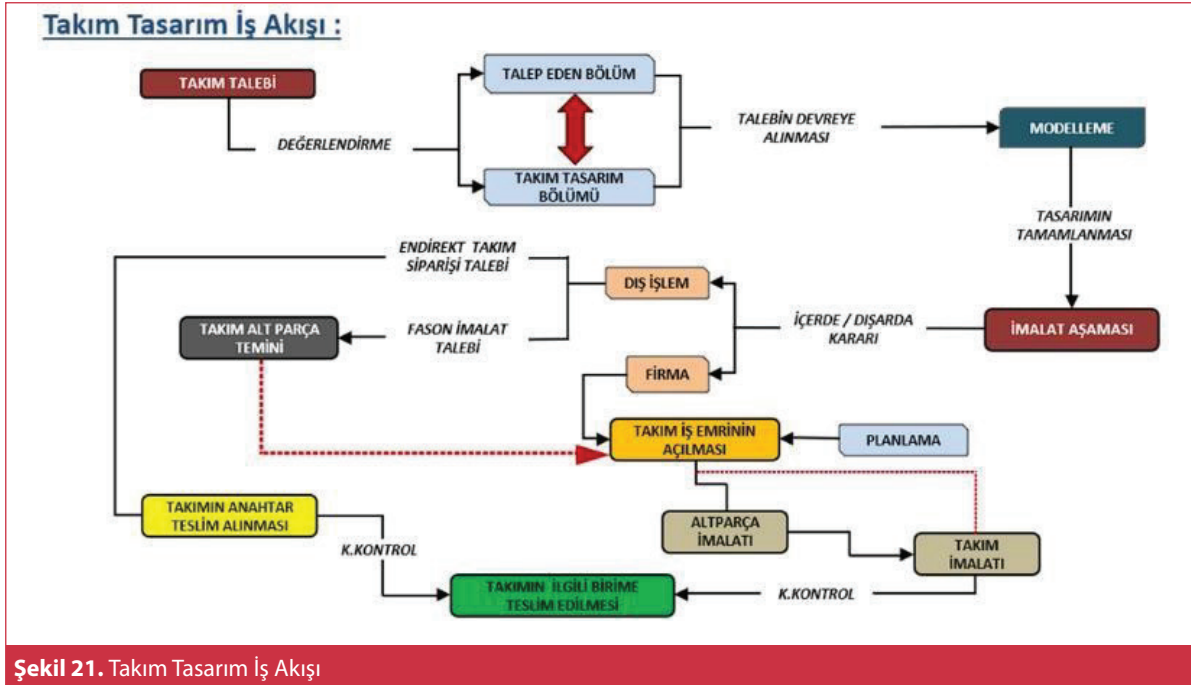 Takım Tasarım İş Akışı :
TAKIM TALEBİ
DEĞERLENDİRME
TALEP EDEN BÖLÜM
TAKIM TASARIM
BÖLÜMÜ
TALEBİN DEVREYE
ALINMASI
MODELLEME
TASARIMIN
TAMAMLANMASI
İMALAT AŞAMASI
İÇERDE / DIŞARDA
KARARI
DIŞ İŞLEM
FİRMA
ENDİREKT TAKIM
SİPARİŞİ TALEBİ
FASON İMALAT
TALEBİ
TAKIM ALT PARÇA
TEMİNİ
TAKIM İŞ EMRİNİN
AÇILMASI
PLANLAMA
TAKIMIN ANAHTAR
TESLİM ALINMASI
K.KONTROL
ALTPARÇA
İMALATI
TAKIM
İMALATI
K.KONTROL
TAKIMIN İLGİLİ BİRİME
TESLİM EDİLMESİ
Şekil 21. Takım Tasarım İş Akışı